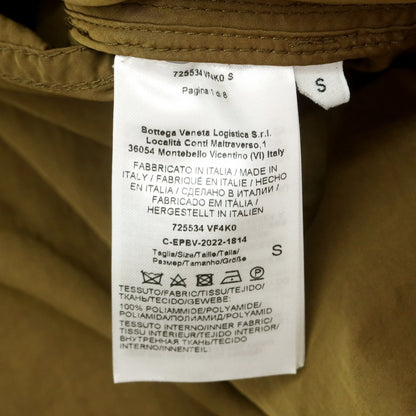 725534 VF4K0 S
Pagina 1 di 8
S
Bottega Veneta Logistica S.r.l.
Località Conti Maltraverso,1
36054 Montebello Vicentino (VI) Italy
FABBRICATO IN ITALIA / MADE IN
ITALY / FABRIQUÉ EN ITALIE / HECHO
EN ITALIA / СДЕЛАНО В ИТАЛИИ /
FABRICADO EM ITÁLIA /
HERGESTELLT IN ITALIEN
725534 VF4K0
C-EPBV-2022-1814
Taglia/Size/Taille/Talla/
Размер/Tamanho/Größe
S
TESSUTO/FABRIC/TISSU/TEJIDO/
ТКАНЬ/TECIDO/GEWEBE:
100% POLIAMMIDE/POLYAMIDE/
POLIAMIDA/ПОЛИАМИД/POLYAMID
TESSUTO INTERNO/INNER FABRIC/
TISSU INTÉRIEUR/TEJIDO INTERIOR/
ВНУТРЕННАЯ ТКАНЬ/TECIDO
INTERNO/INNENTEIL: